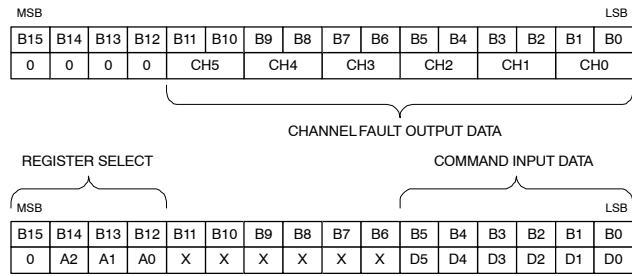 MSB LSB
B15 B14 B13 B12 B11 B10 B9 B8 B7 B6 B5 B4 B3 B2 B1 B0
0 0 0 0 CH5 CH4 CH3 CH2 CH1 CH0
CHANNEL FAULT OUTPUT DATA
REGISTER SELECT COMMAND INPUT DATA
MSB LSB
B15 B14 B13 B12 B11 B10 B9 B8 B7 B6 B5 B4 B3 B2 B1 B0
0 A2 A1 A0 X X X X X X D5 D4 D3 D2 D1 D0